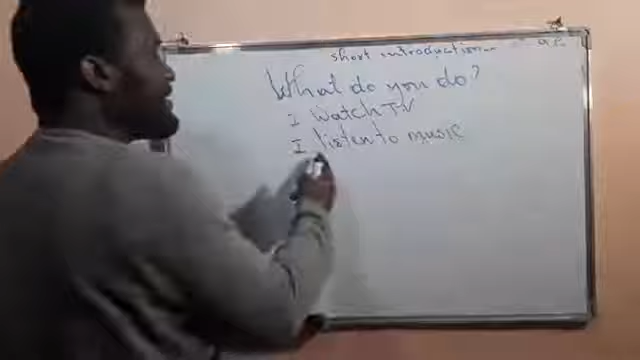 short introduction
What do you do?
I watch TV
I listen to music